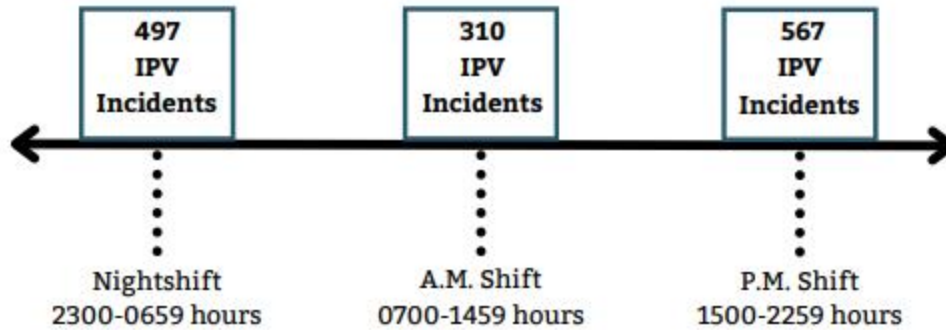 497
IPV
Incidents
310
IPV
Incidents
567
IPV
Incidents
Nightshift
2300-0659 hours
A.M. Shift
0700-1459 hours
P.M. Shift
1500-2259 hours